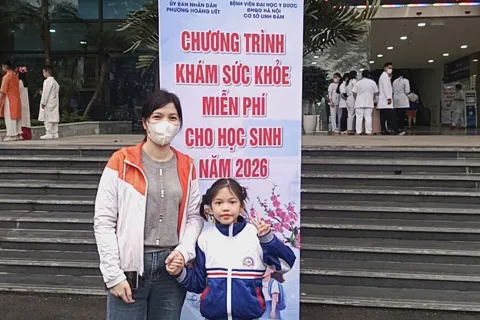 ỦY BAN NHÂN DÂN
PHƯỜNG HOÀNG LIỆT
BỆNH VIỆN ĐẠI HỌC Y DƯỢC
ĐHQG HÀ NỘI
CƠ SỞ LINH ĐÀM
CHƯƠNG TRÌNH
KHÁM SỨC KHỎE
MIỄN PHÍ
CHO HỌC SINH
NĂM 2026